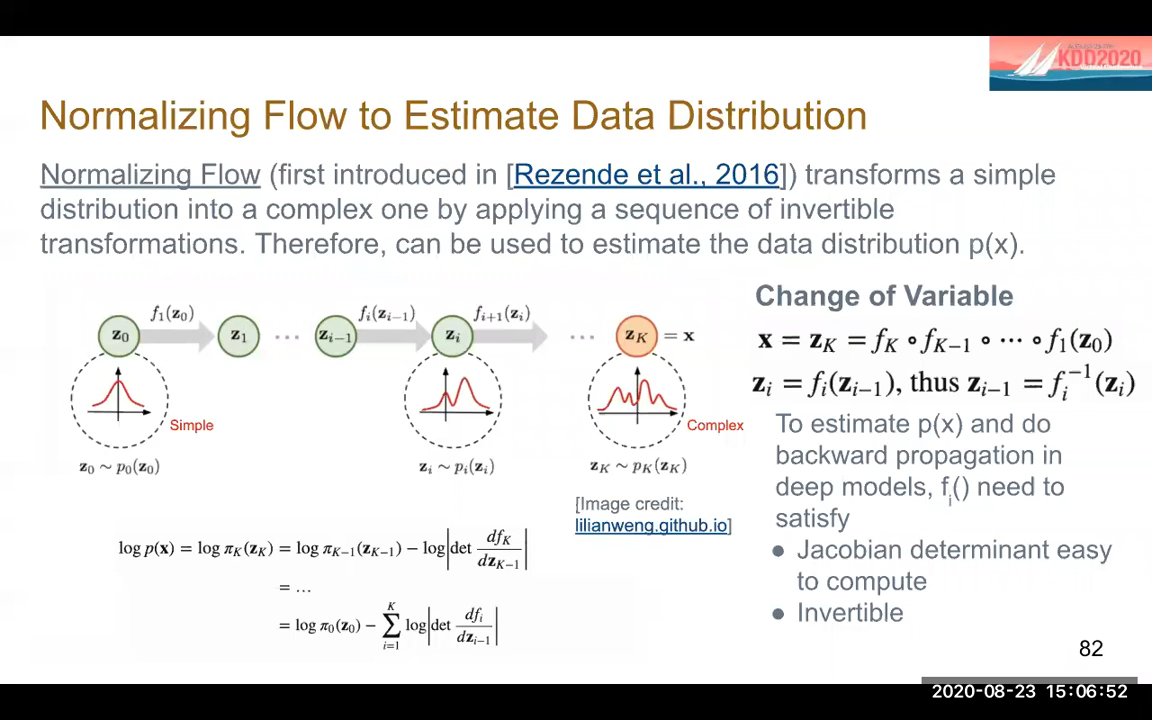 KDD2020
Normalizing Flow to Estimate Data Distribution
Normalizing Flow (first introduced in [Rezende et al., 2016]) transforms a simple
distribution into a complex one by applying a sequence of invertible
transformations. Therefore, can be used to estimate the data distribution p(x).
f₁(z₀) fᵢ(zᵢ₋₁) fᵢ₊₁(zᵢ)
z₀ z₁ ... zᵢ₋₁ zᵢ ... z_K = x
Simple Complex
z₀ ~ p₀(z₀) zᵢ ~ pᵢ(zᵢ) z_K ~ p_K(z_K)
[Image credit:
lilianweng.github.io]
log p(x) = log π_K(z_K) = log π_{K−1}(z_{K−1}) − log|det df_K/dz_{K−1}|
= ...
= log π₀(z₀) − ∑_{i=1}^{K} log|det dfᵢ/dzᵢ₋₁|
Change of Variable
x = z_K = f_K ∘ f_{K−1} ∘ ··· ∘ f₁(z₀)
zᵢ = fᵢ(zᵢ₋₁), thus zᵢ₋₁ = fᵢ⁻¹(zᵢ)
To estimate p(x) and do
backward propagation in
deep models, fᵢ() need to
satisfy
● Jacobian determinant easy
to compute
● Invertible
82
2020-08-23 15:06:52